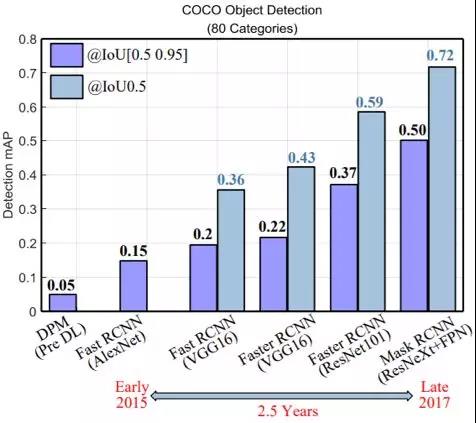 COCO Object Detection
(80 Categories)
Detection mAP
0.8
0.7
0.6
0.5
0.4
0.3
0.2
0.1
0
@IoU[0.5 0.95]
@IoU0.5
0.05
0.15
0.2
0.36
0.22
0.43
0.37
0.59
0.50
0.72
DPM
(Pre DL)
Fast RCNN
(AlexNet)
Fast RCNN
(VGG16)
Faster RCNN
(VGG16)
Faster RCNN
(ResNet101)
Mask RCNN
(ResNeXt+FPN)
Early
2015
2.5 Years
Late
2017